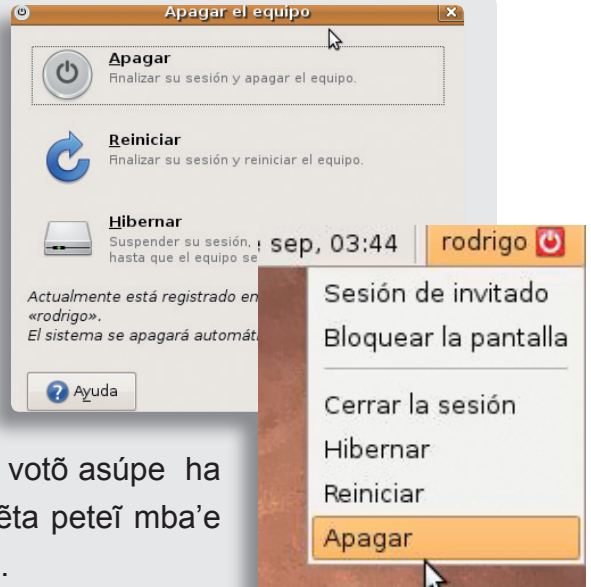 Apagar el equipo
Apagar
Finalizar su sesión y apagar el equipo.
Reiniciar
Finalizar su sesión y reiniciar el equipo.
Hibernar
Suspender su sesión,
hasta que el equipo se
Actualmente está registrado en
«rodrigo».
El sistema se apagará
Ayuda
sep, 03:44 rodrigo
Sesión de invitado
Bloquear la pantalla
Cerrar la sesión
Hibernar
Reiniciar
Apagar
votõ asúpe ha
peteĩ mba’e
.